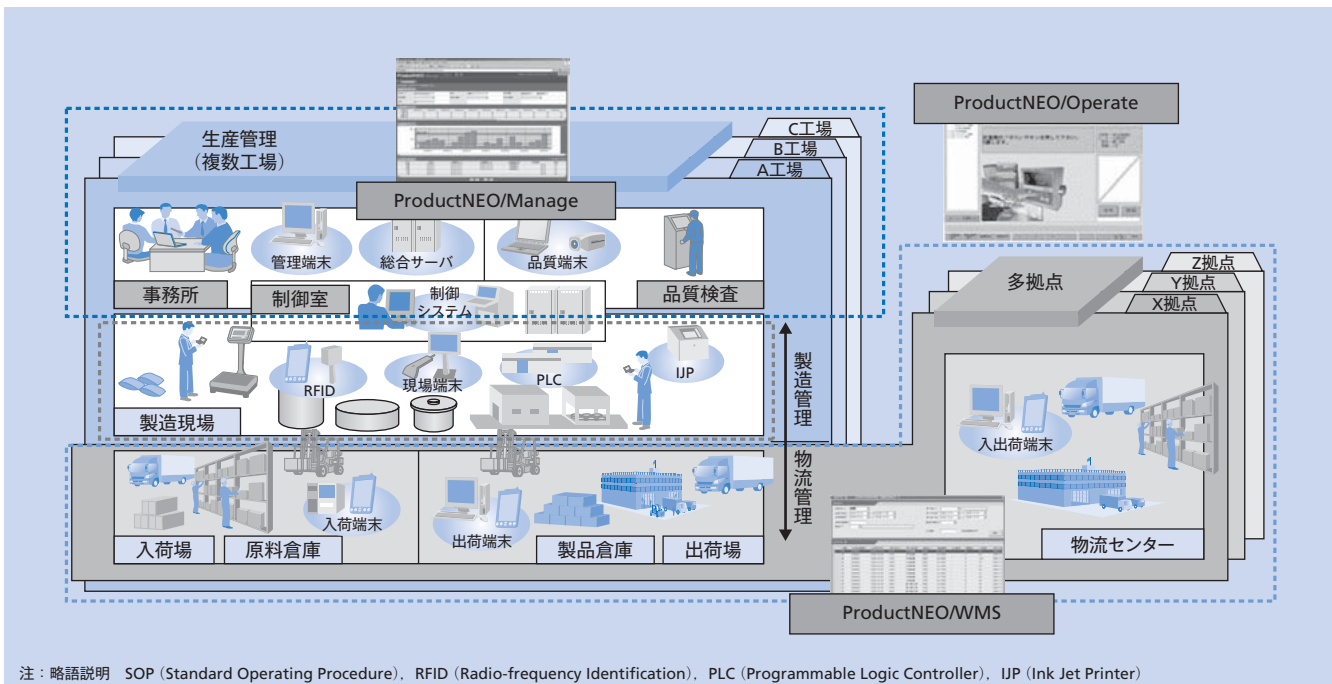 ProductNEO/Operate
生産管理
（複数工場）
C工場
B工場
A工場
ProductNEO/Manage
管理端末
総合サーバ
品質端末
事務所
制御室
制御
システム
品質検査
RFID
現場端末
PLC
IJP
製造現場
製造管理
物流管理
入荷端末
出荷端末
入荷場
原料倉庫
製品倉庫
出荷場
多拠点
Z拠点
Y拠点
X拠点
入出荷端末
物流センター
ProductNEO/WMS
注：略語説明　SOP（Standard Operating Procedure），RFID（Radio-frequency Identification），PLC（Programmable Logic Controller），IJP（Ink Jet Printer）